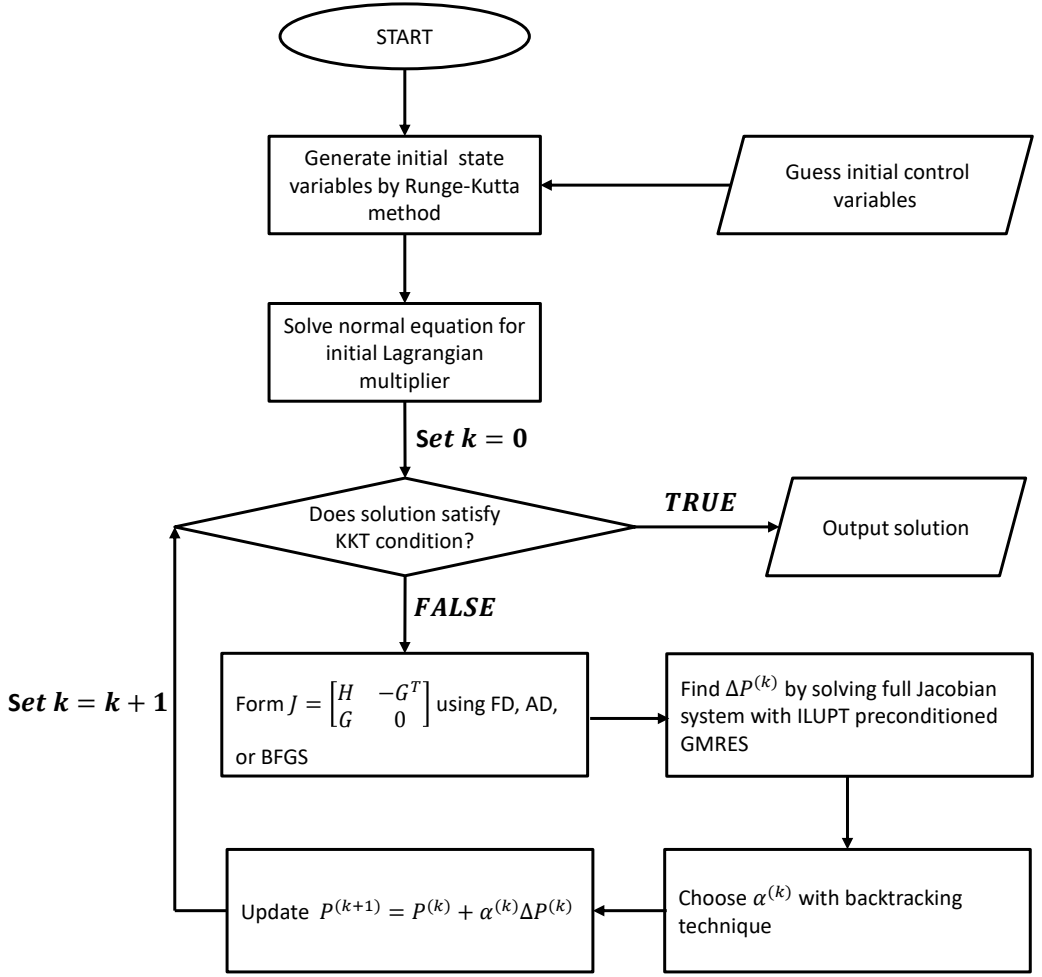 START
Generate initial state
variables by Runge-Kutta
method
Guess initial control
variables
Solve normal equation for
initial Lagrangian
multiplier
Set k = 0
Does solution satisfy
KKT condition?
TRUE
Output solution
FALSE
Set k = k + 1
Form J = [H −G^T; G 0] using FD, AD,
or BFGS
Find ΔP^(k) by solving full Jacobian
system with ILUPT preconditioned
GMRES
Update P^(k+1) = P^(k) + α^(k)ΔP^(k)
Choose α^(k) with backtracking
technique